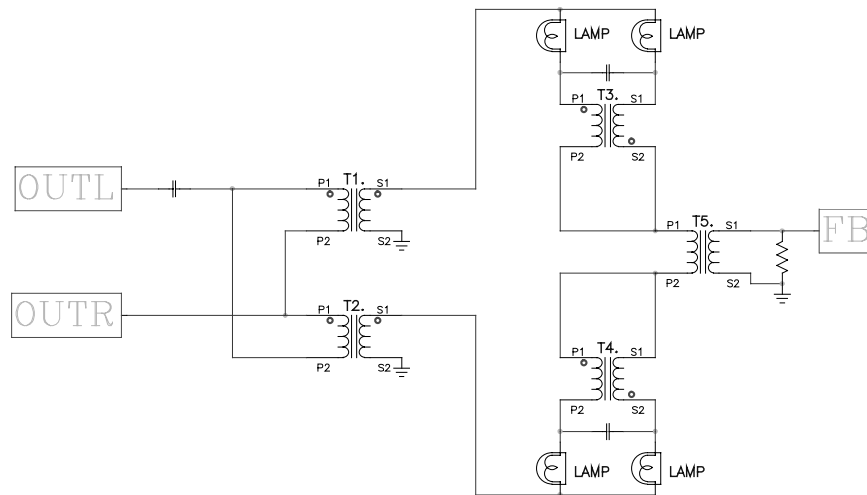 LAMP LAMP
P1 T3. S1
P2 S2
OUTL
P1 T1. S1
P2 S2
P1 T5. S1
FB
P2 S2
OUTR
P1 T2. S1
P2 S2
P1 T4. S1
P2 S2
LAMP LAMP